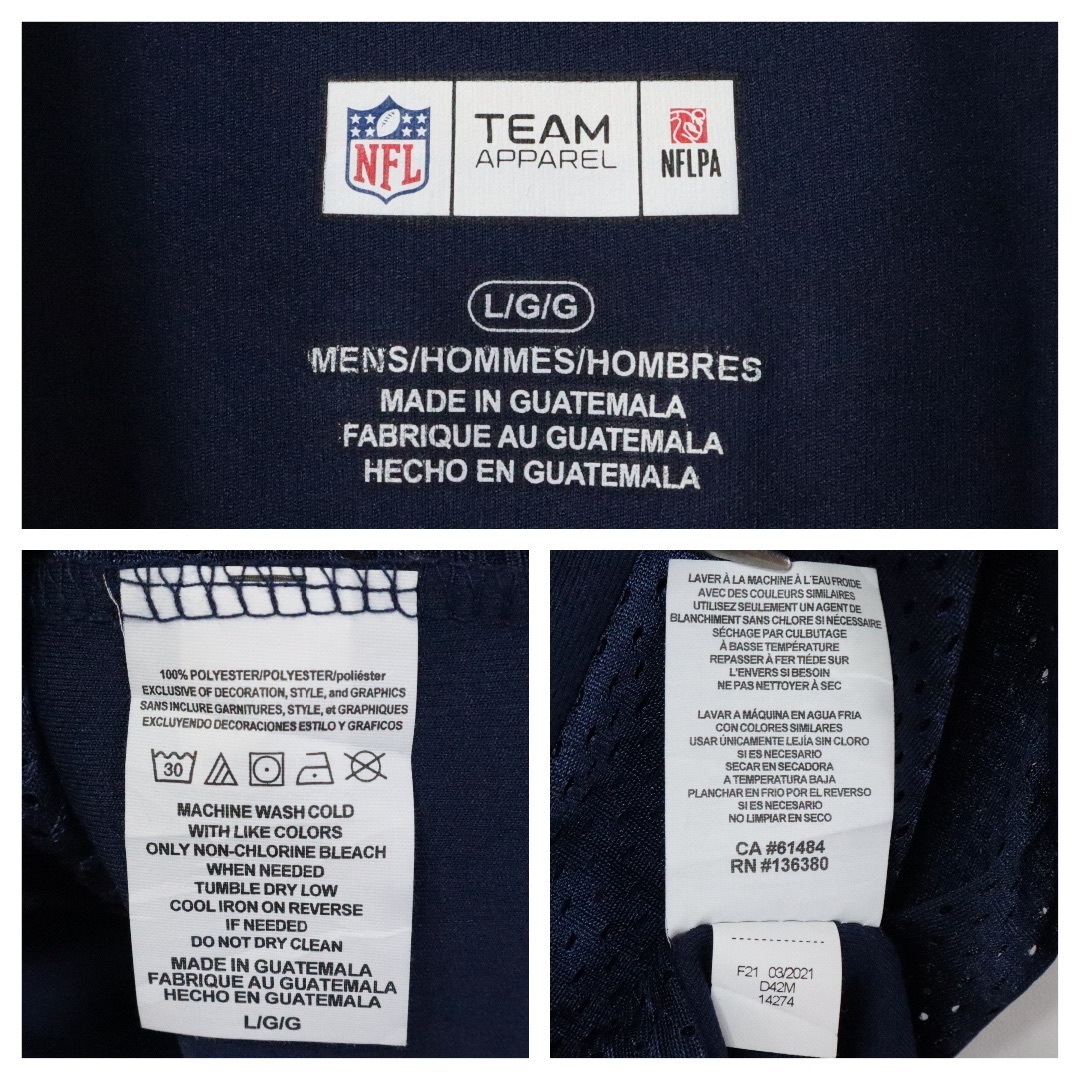 NFL
TEAM
APPAREL
NFLPA
L/G/G
MENS/HOMMES/HOMBRES
MADE IN GUATEMALA
FABRIQUE AU GUATEMALA
HECHO EN GUATEMALA
100% POLYESTER/POLYESTER/poliéster
EXCLUSIVE OF DECORATION, STYLE, and GRAPHICS
SANS INCLURE GARNITURES, STYLE, et GRAPHIQUES
EXCLUYENDO DECORACIONES ESTILO Y GRAFICOS
30
MACHINE WASH COLD
WITH LIKE COLORS
ONLY NON-CHLORINE BLEACH
WHEN NEEDED
TUMBLE DRY LOW
COOL IRON ON REVERSE
IF NEEDED
DO NOT DRY CLEAN
MADE IN GUATEMALA
FABRIQUE AU GUATEMALA
HECHO EN GUATEMALA
L/G/G
LAVER À LA MACHINE À L'EAU FROIDE
AVEC DES COULEURS SIMILAIRES
UTILISEZ SEULEMENT UN AGENT DE
BLANCHIMENT SANS CHLORE SI NÉCESSAIRE
SÉCHAGE PAR CULBUTAGE
À BASSE TEMPÉRATURE
REPASSER À FER TIÉDE SUR
L'ENVERS SI BESOIN
NE PAS NETTOYER À SEC
LAVAR A MÁQUINA EN AGUA FRIA
CON COLORES SIMILARES
USAR ÚNICAMENTE LEJÍA SIN CLORO
SI ES NECESARIO
SECAR EN SECADORA
A TEMPERATURA BAJA
PLANCHAR EN FRIO POR EL REVERSO
SI ES NECESARIO
NO LIMPIAR EN SECO
CA #61484
RN #136380
F21 03/2021
D42M
14274